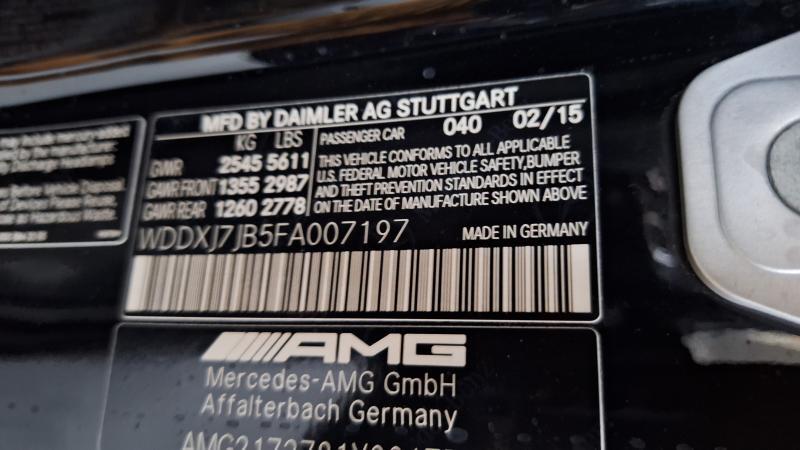 MFD BY DAIMLER AG STUTTGART
KG LBS
GVWR 2545 5611
GAWR FRONT 1355 2987
GAWR REAR 1260 2778
PASSENGER CAR 040 02/15
THIS VEHICLE CONFORMS TO ALL APPLICABLE
U.S. FEDERAL MOTOR VEHICLE SAFETY, BUMPER
AND THEFT PREVENTION STANDARDS IN EFFECT
ON THE DATE OF MANUFACTURE SHOWN ABOVE
WDDXJ7JB5FA007197
MADE IN GERMANY
AMG
Mercedes-AMG GmbH
Affalterbach Germany